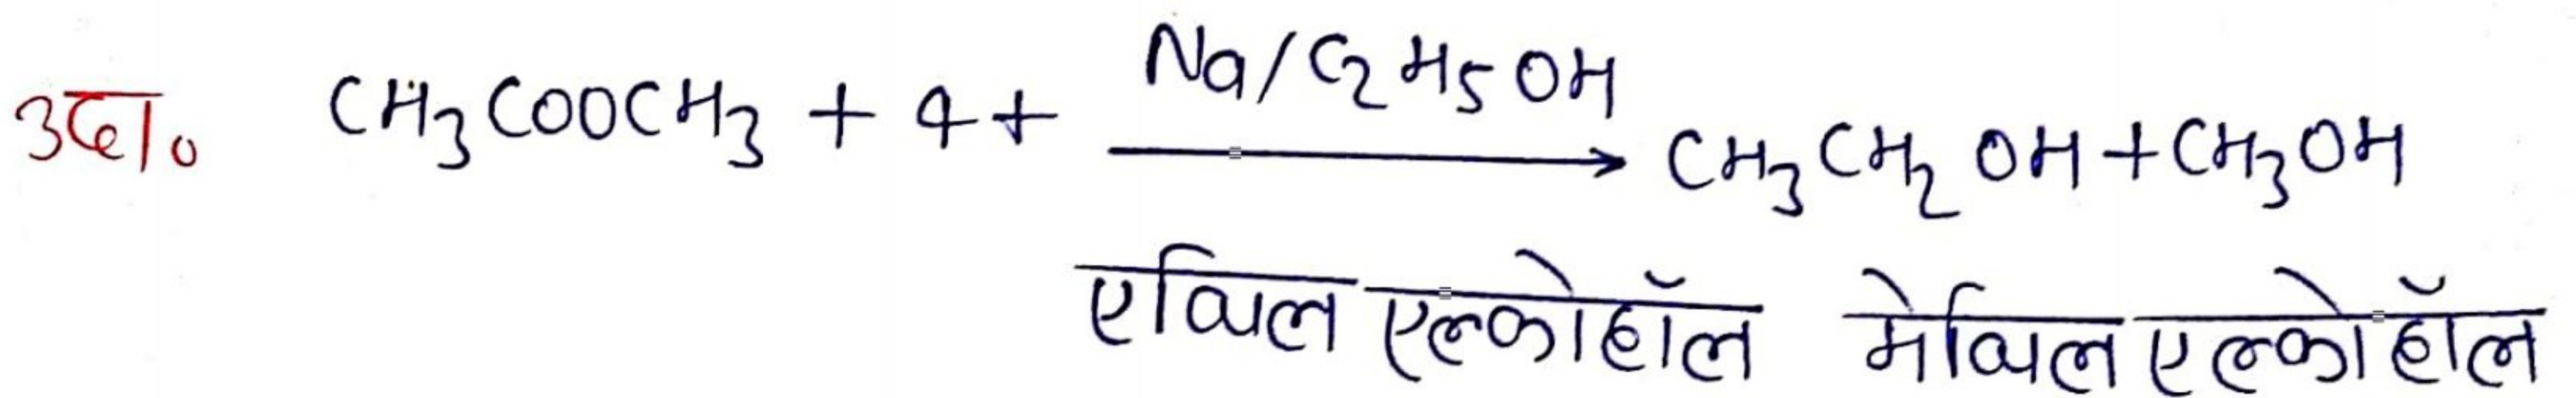 उदा० CH₃COOCH₃ + 4+ Na/C₂H₅OH → CH₃CH₂OH + CH₃OH
एथिल एल्कोहॉल मेथिल एल्कोहॉल